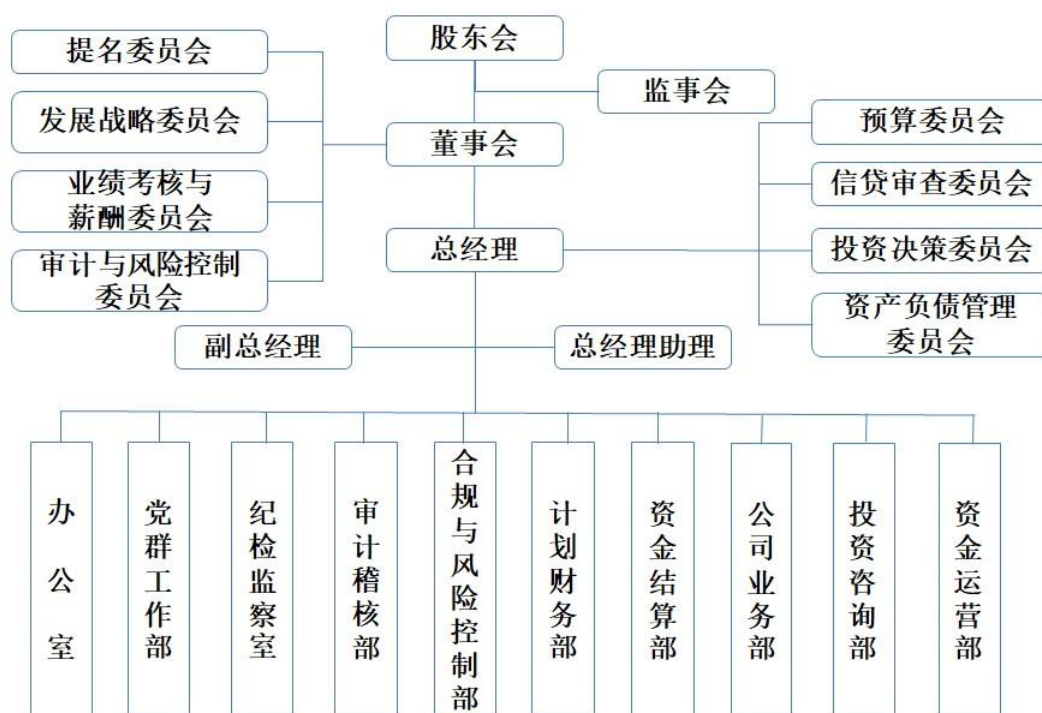 股东会
监事会
董事会
提名委员会
发展战略委员会
业绩考核与
薪酬委员会
审计与风险控制
委员会
总经理
预算委员会
信贷审查委员会
投资决策委员会
资产负债管理
委员会
副总经理
总经理助理
办公室
党群工作部
纪检监察室
审计稽核部
合规与风险控制部
计划财务部
资金结算部
公司业务部
投资咨询部
资金运营部